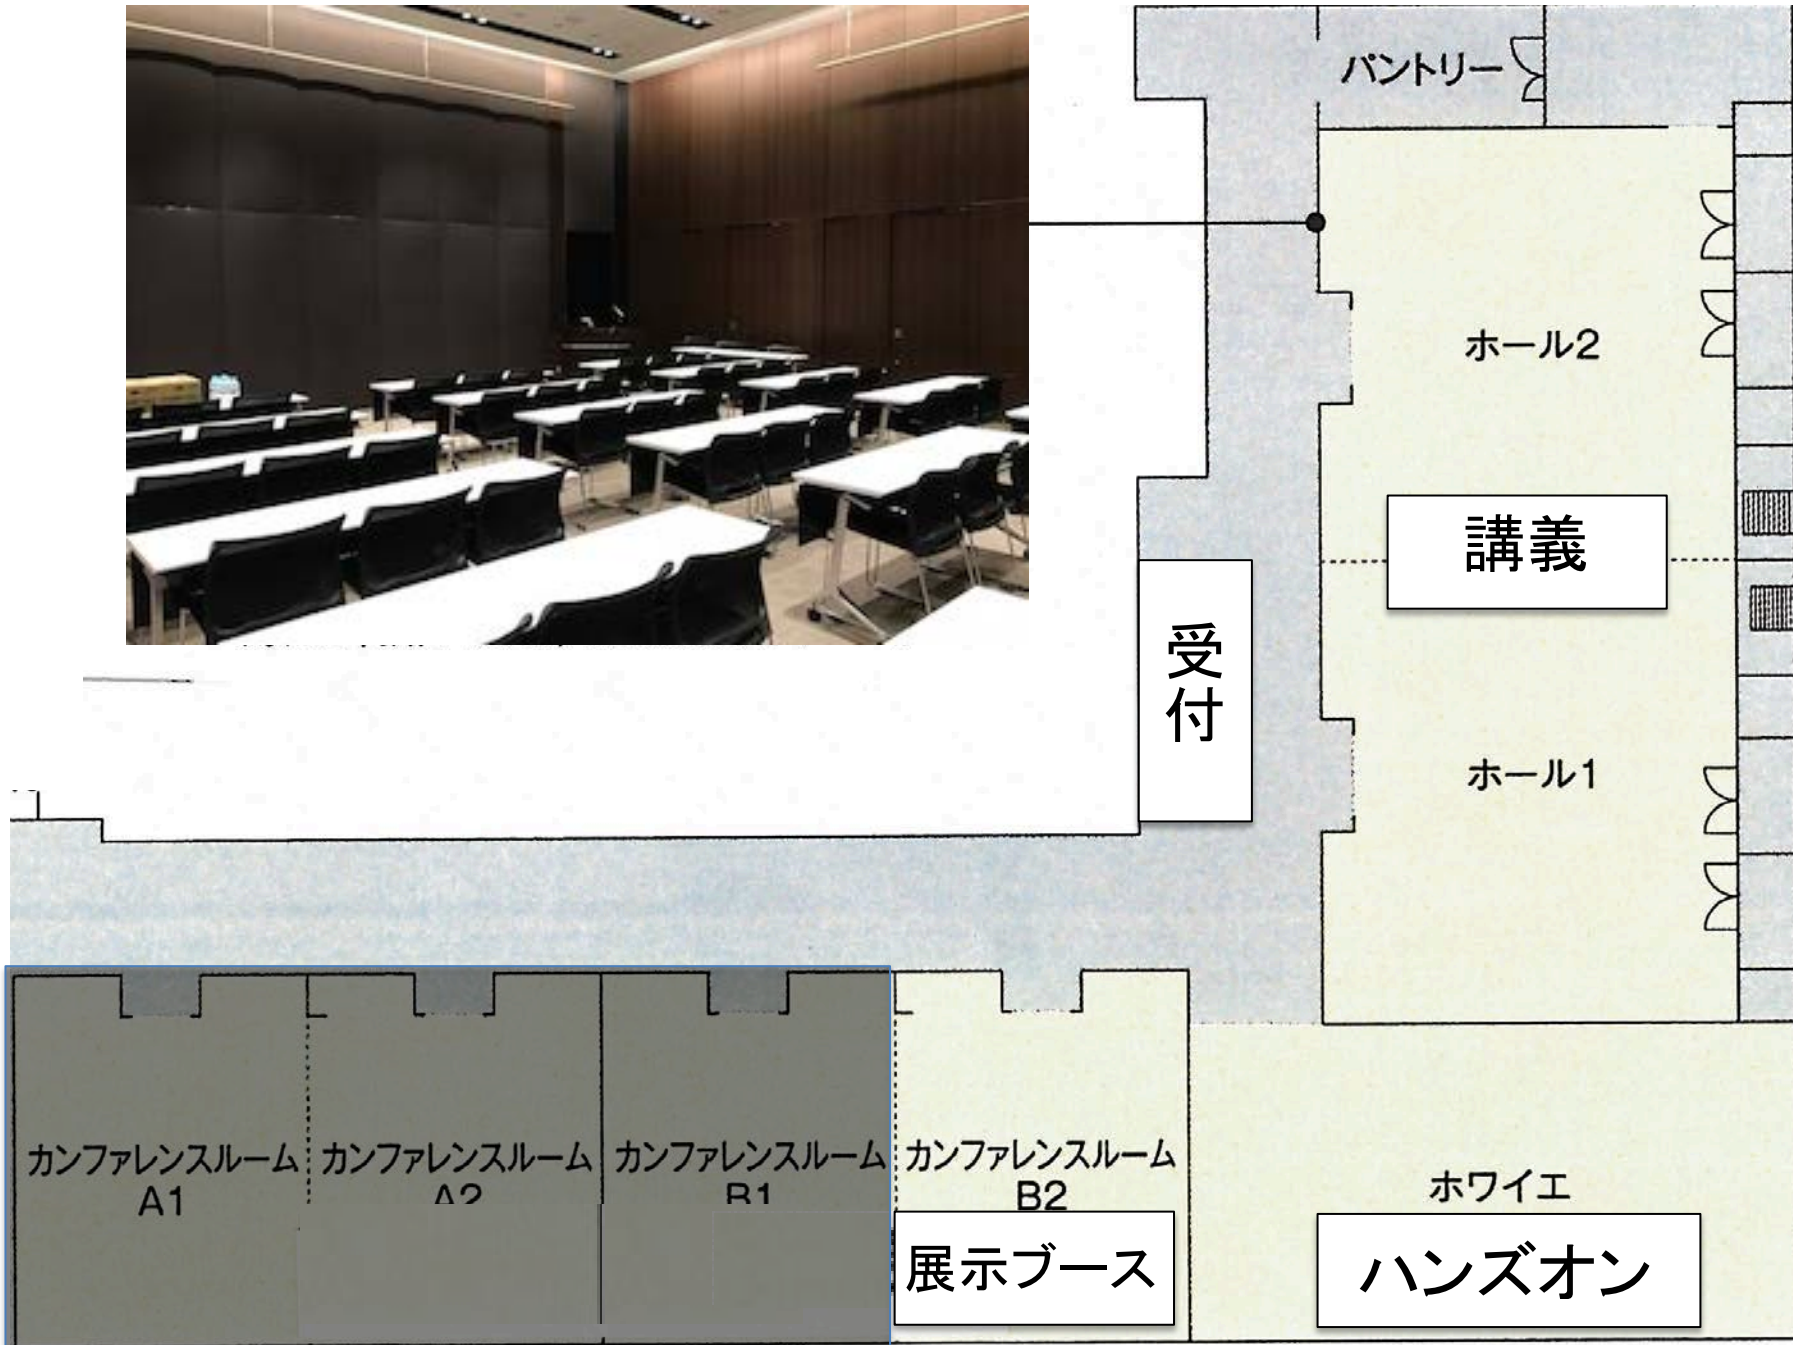 パントリー
ホール2
講義
受付
ホール1
カンファレンスルーム
A1
カンファレンスルーム
A2
カンファレンスルーム
B1
カンファレンスルーム
B2
展示ブース
ホワイエ
ハンズオン